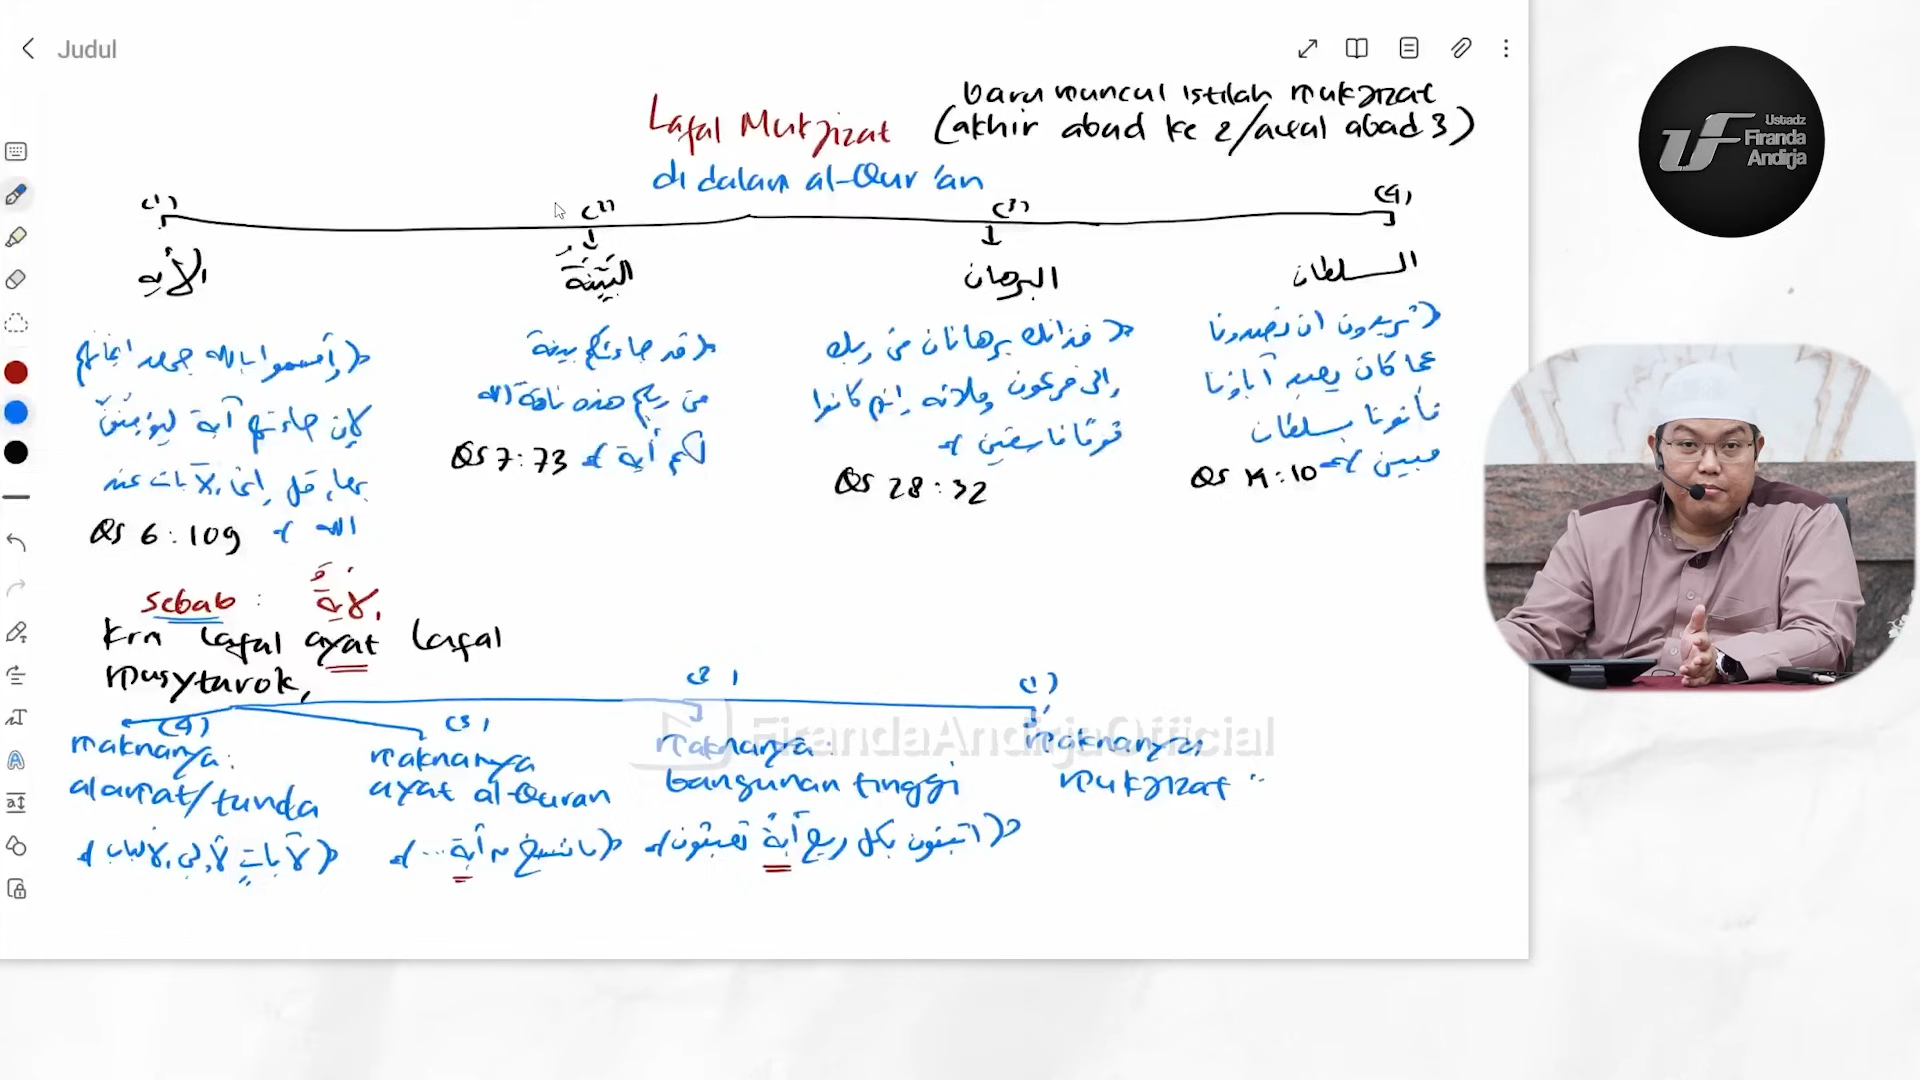 Judul
baru muncul istilah mukjizat
Lafal Mukjizat (akhir abad ke 2/awal abad 3)
di dalam al-Qur'an
(1) (2) (3) (4)
الآية
البَيِّنَة
البرهان
السلطان
وأقسموا بالله جهد أيمانهم
لئن جاءتهم آية ليؤمننّ
بها, قل إنما الآيات عند
الله
QS 6 : 109
قد جاءتكم بينة
من ربكم هذه ناقة الله
لكم آية
QS 7 : 73
فذانك برهانان من ربك
إلى فرعون وملائه إنهم كانوا
قومًا فاسقين
QS 28 : 32
تريدون أن تصدونا
عما كان يعبد آباؤنا
فأتونا بسلطان
مبين
QS 14 : 10
sebab : الآية
krn lafal ayat lafal
musytarok,
(4) (3) (2) (1)
maknanya:
alamat/tanda
لآيات لأولي الألباب
maknanya
ayat al-Quran
ما ننسخ من آية ...
maknanya:
bangunan tinggi
أتبنون بكل ريع آية تعبثون
maknanya
mukjizat
FirandaAndirjaOfficial
UF Ustadz
Firanda
Andirja